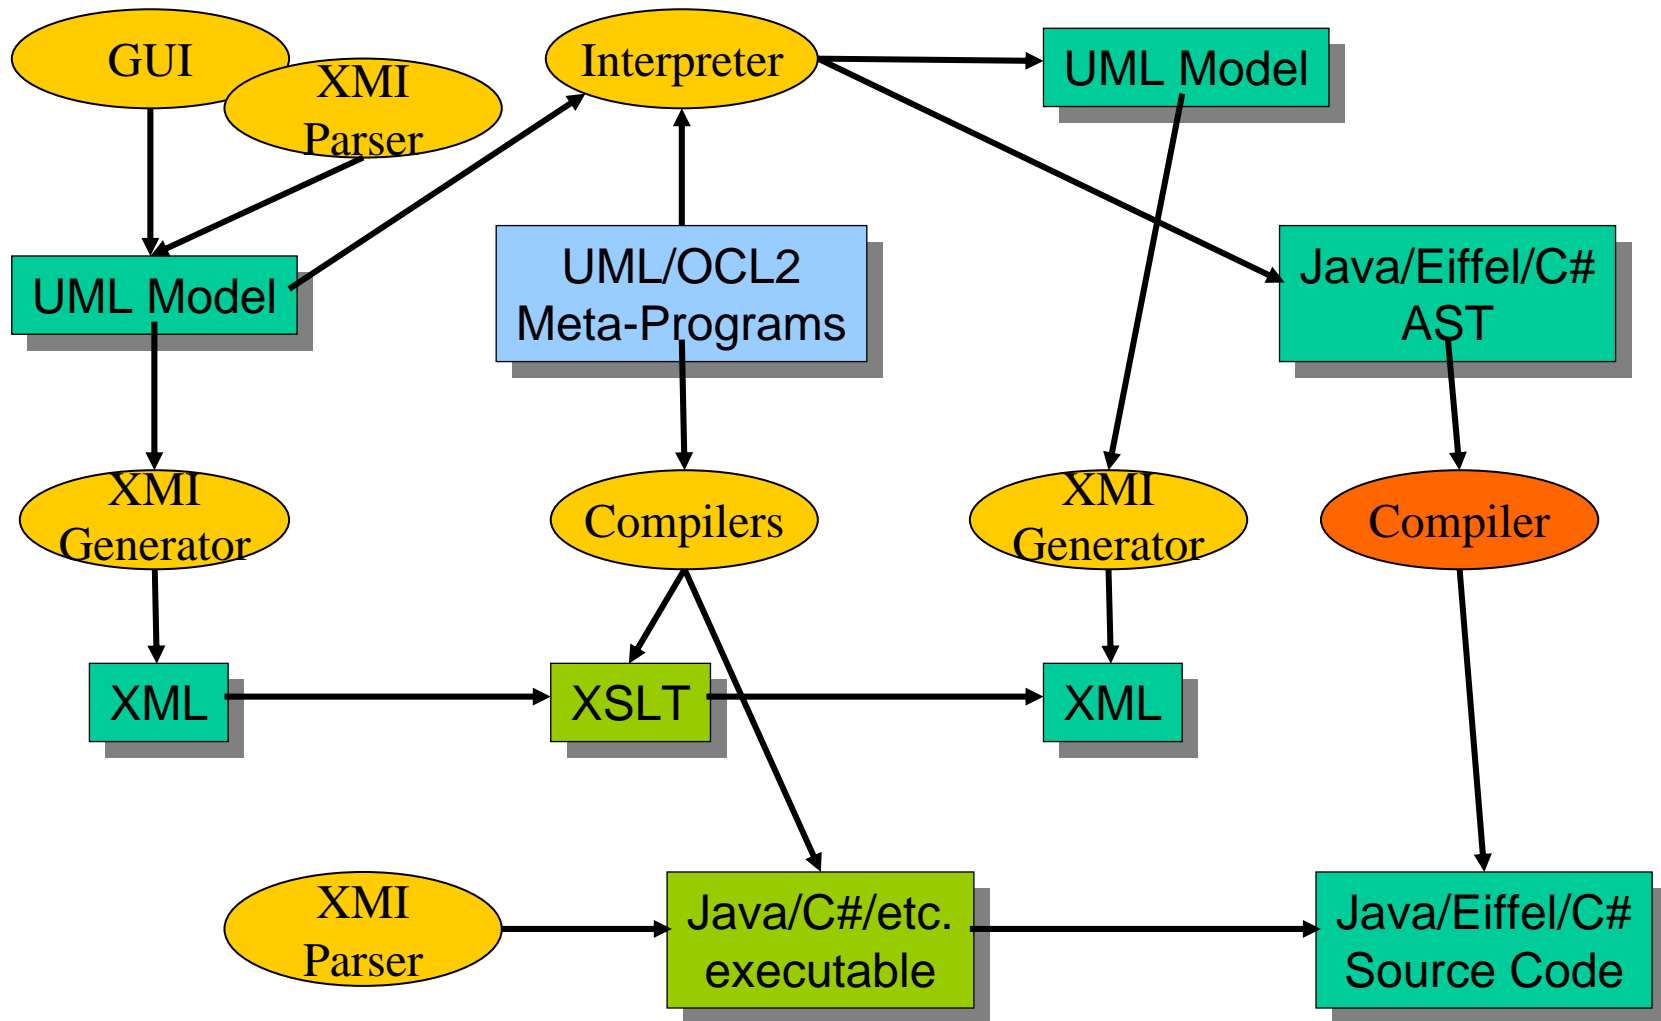 GUI
XMI
Parser
Interpreter
UML Model
UML Model
UML/OCL2
Meta-Programs
Java/Eiffel/C#
AST
XMI
Generator
Compilers
XMI
Generator
Compiler
XML
XSLT
XML
XMI
Parser
Java/C#/etc.
executable
Java/Eiffel/C#
Source Code